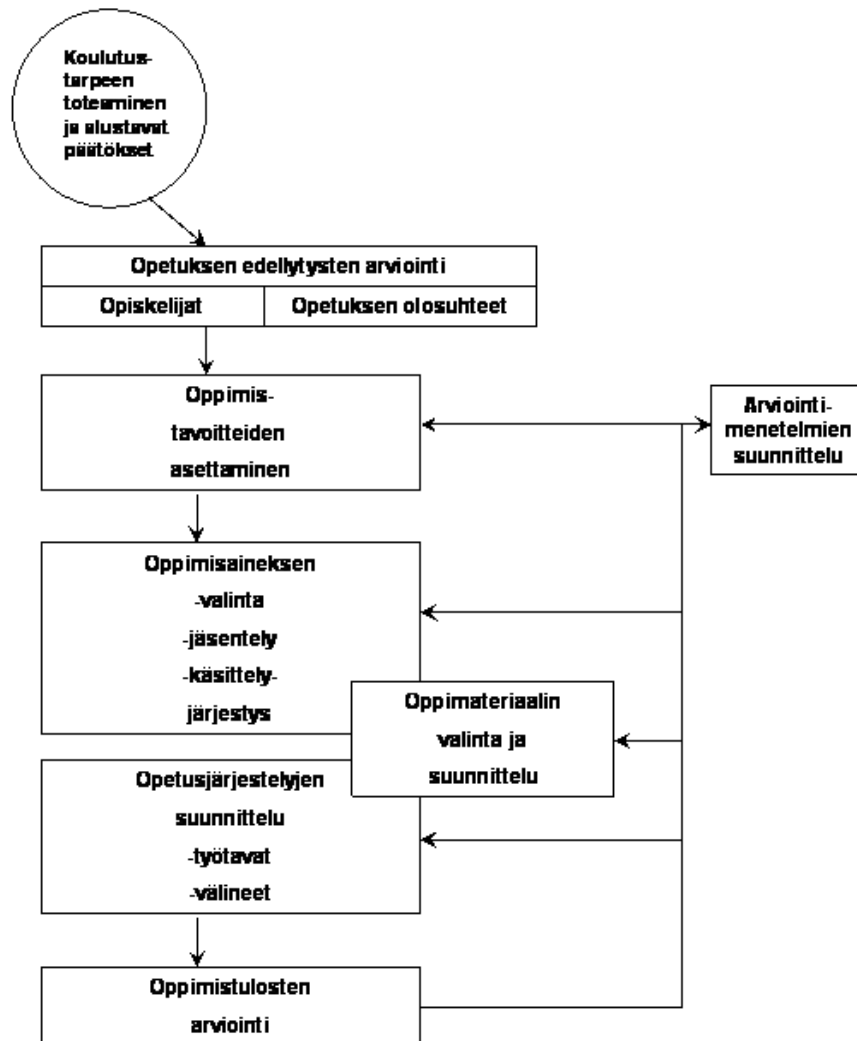 Koulutus-
tarpeen
toteaminen
ja alustavat
päätökset
Opetuksen edellytysten arviointi
Opiskelijat
Opetuksen olosuhteet
Oppimis-
tavoitteiden
asettaminen
Arviointi-
menetelmien
suunnittelu
Oppimisaineksen
-valinta
-jäsentely
-käsittely-
järjestys
Oppimateriaalin
valinta ja
suunnittelu
Opetusjärjestelyjen
suunnittelu
-työtavat
-välineet
Oppimistulosten
arviointi